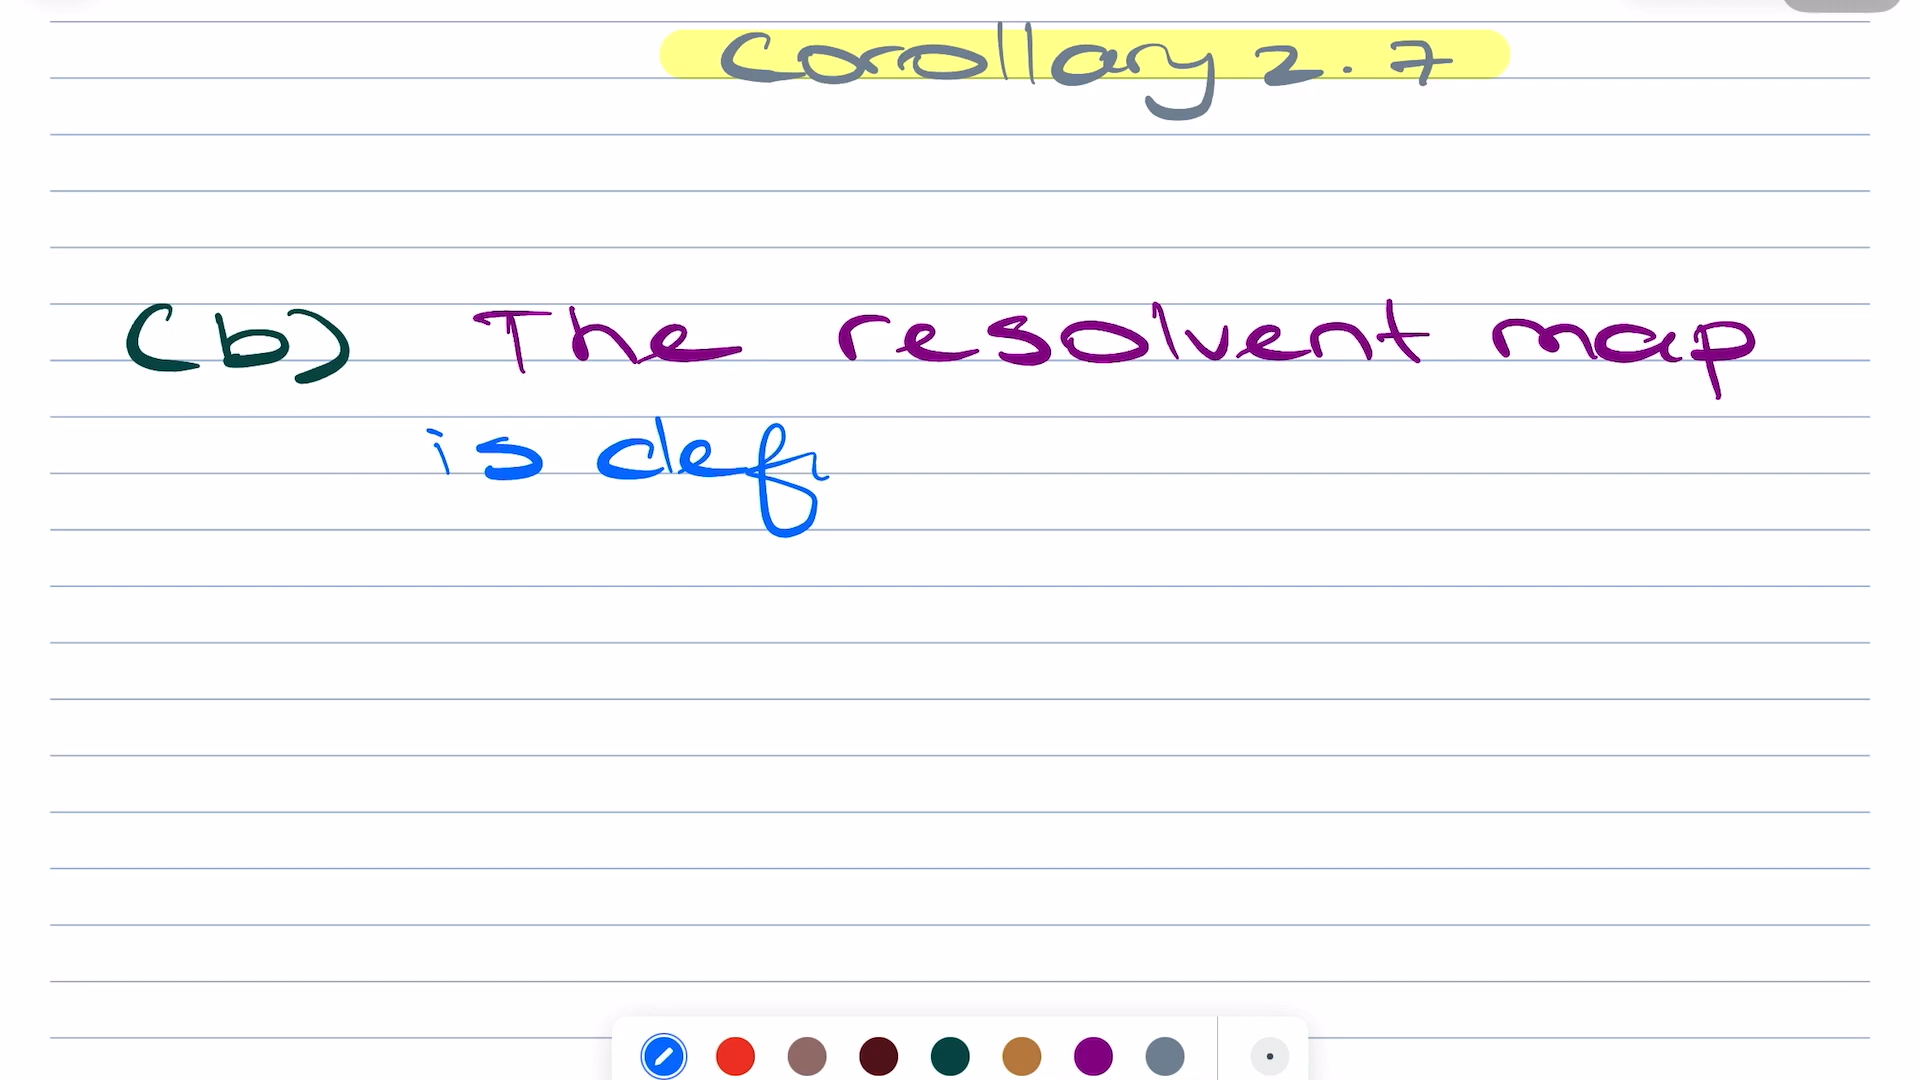 Corollary 2.7
(b) The resolvent map
is def